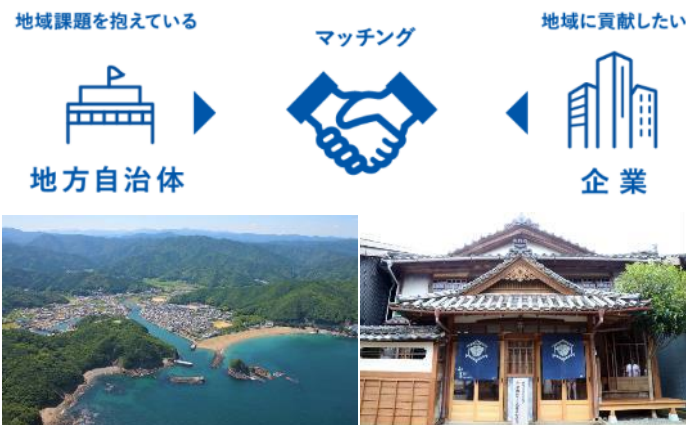 地域課題を抱えている
マッチング
地域に貢献したい
地方自治体
企業